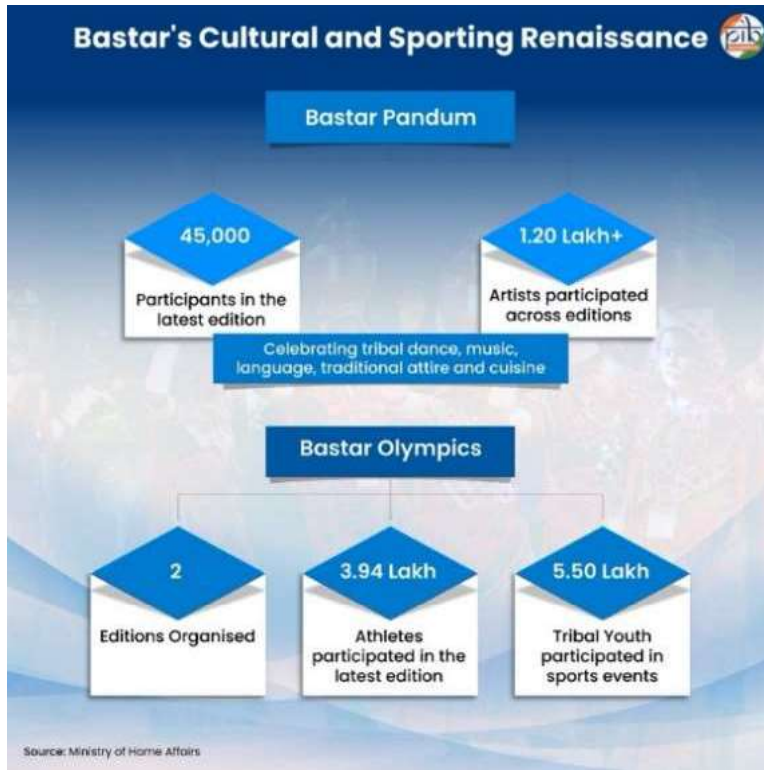 Bastar's Cultural and Sporting Renaissance
pib
Bastar Pandum
45,000
Participants in the
latest edition
1.20 Lakh+
Artists participated
across editions
Celebrating tribal dance, music,
language, traditional attire and cuisine
Bastar Olympics
2
Editions Organised
3.94 Lakh
Athletes
participated in the
latest edition
5.50 Lakh
Tribal Youth
participated in
sports events
Source: Ministry of Home Affairs